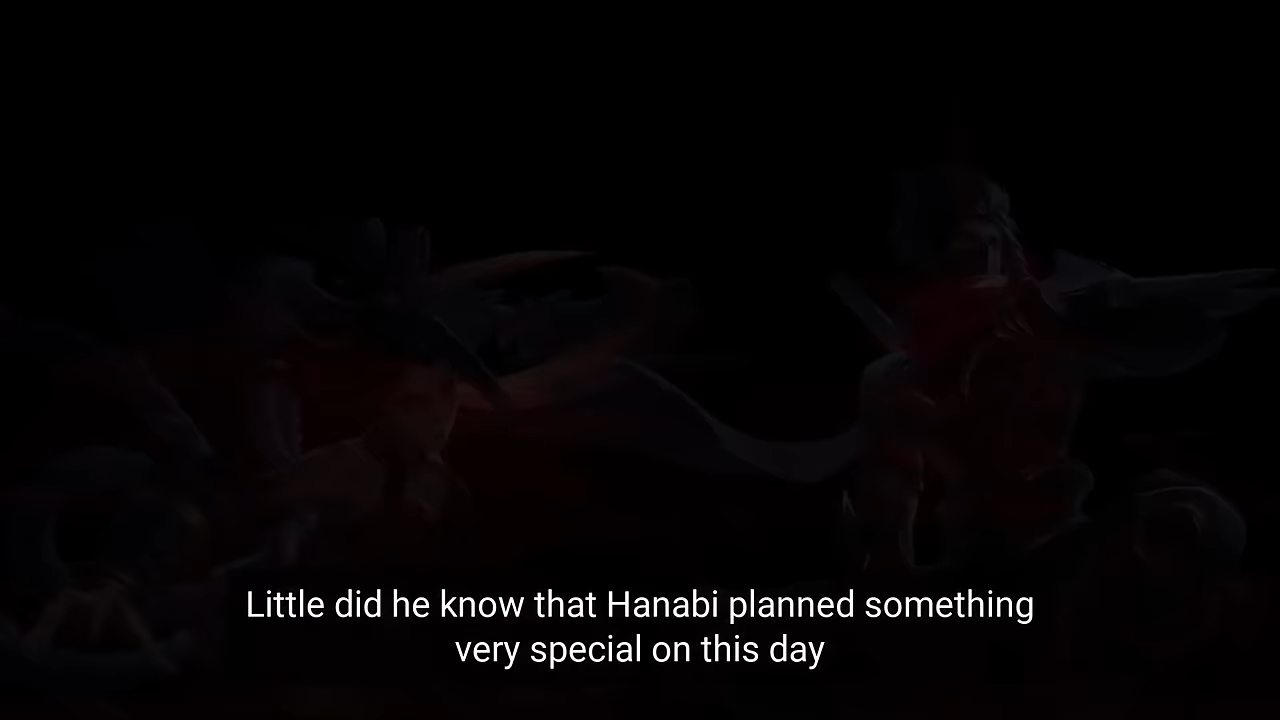 Little did he know that Hanabi planned something
very special on this day